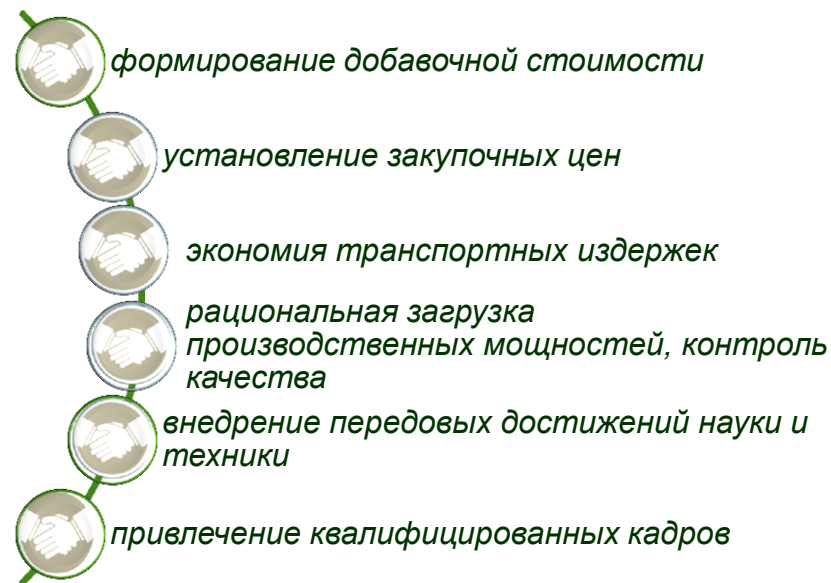 формирование добавочной стоимости
установление закупочных цен
экономия транспортных издержек
рациональная загрузка
производственных мощностей, контроль
качества
внедрение передовых достижений науки и
техники
привлечение квалифицированных кадров